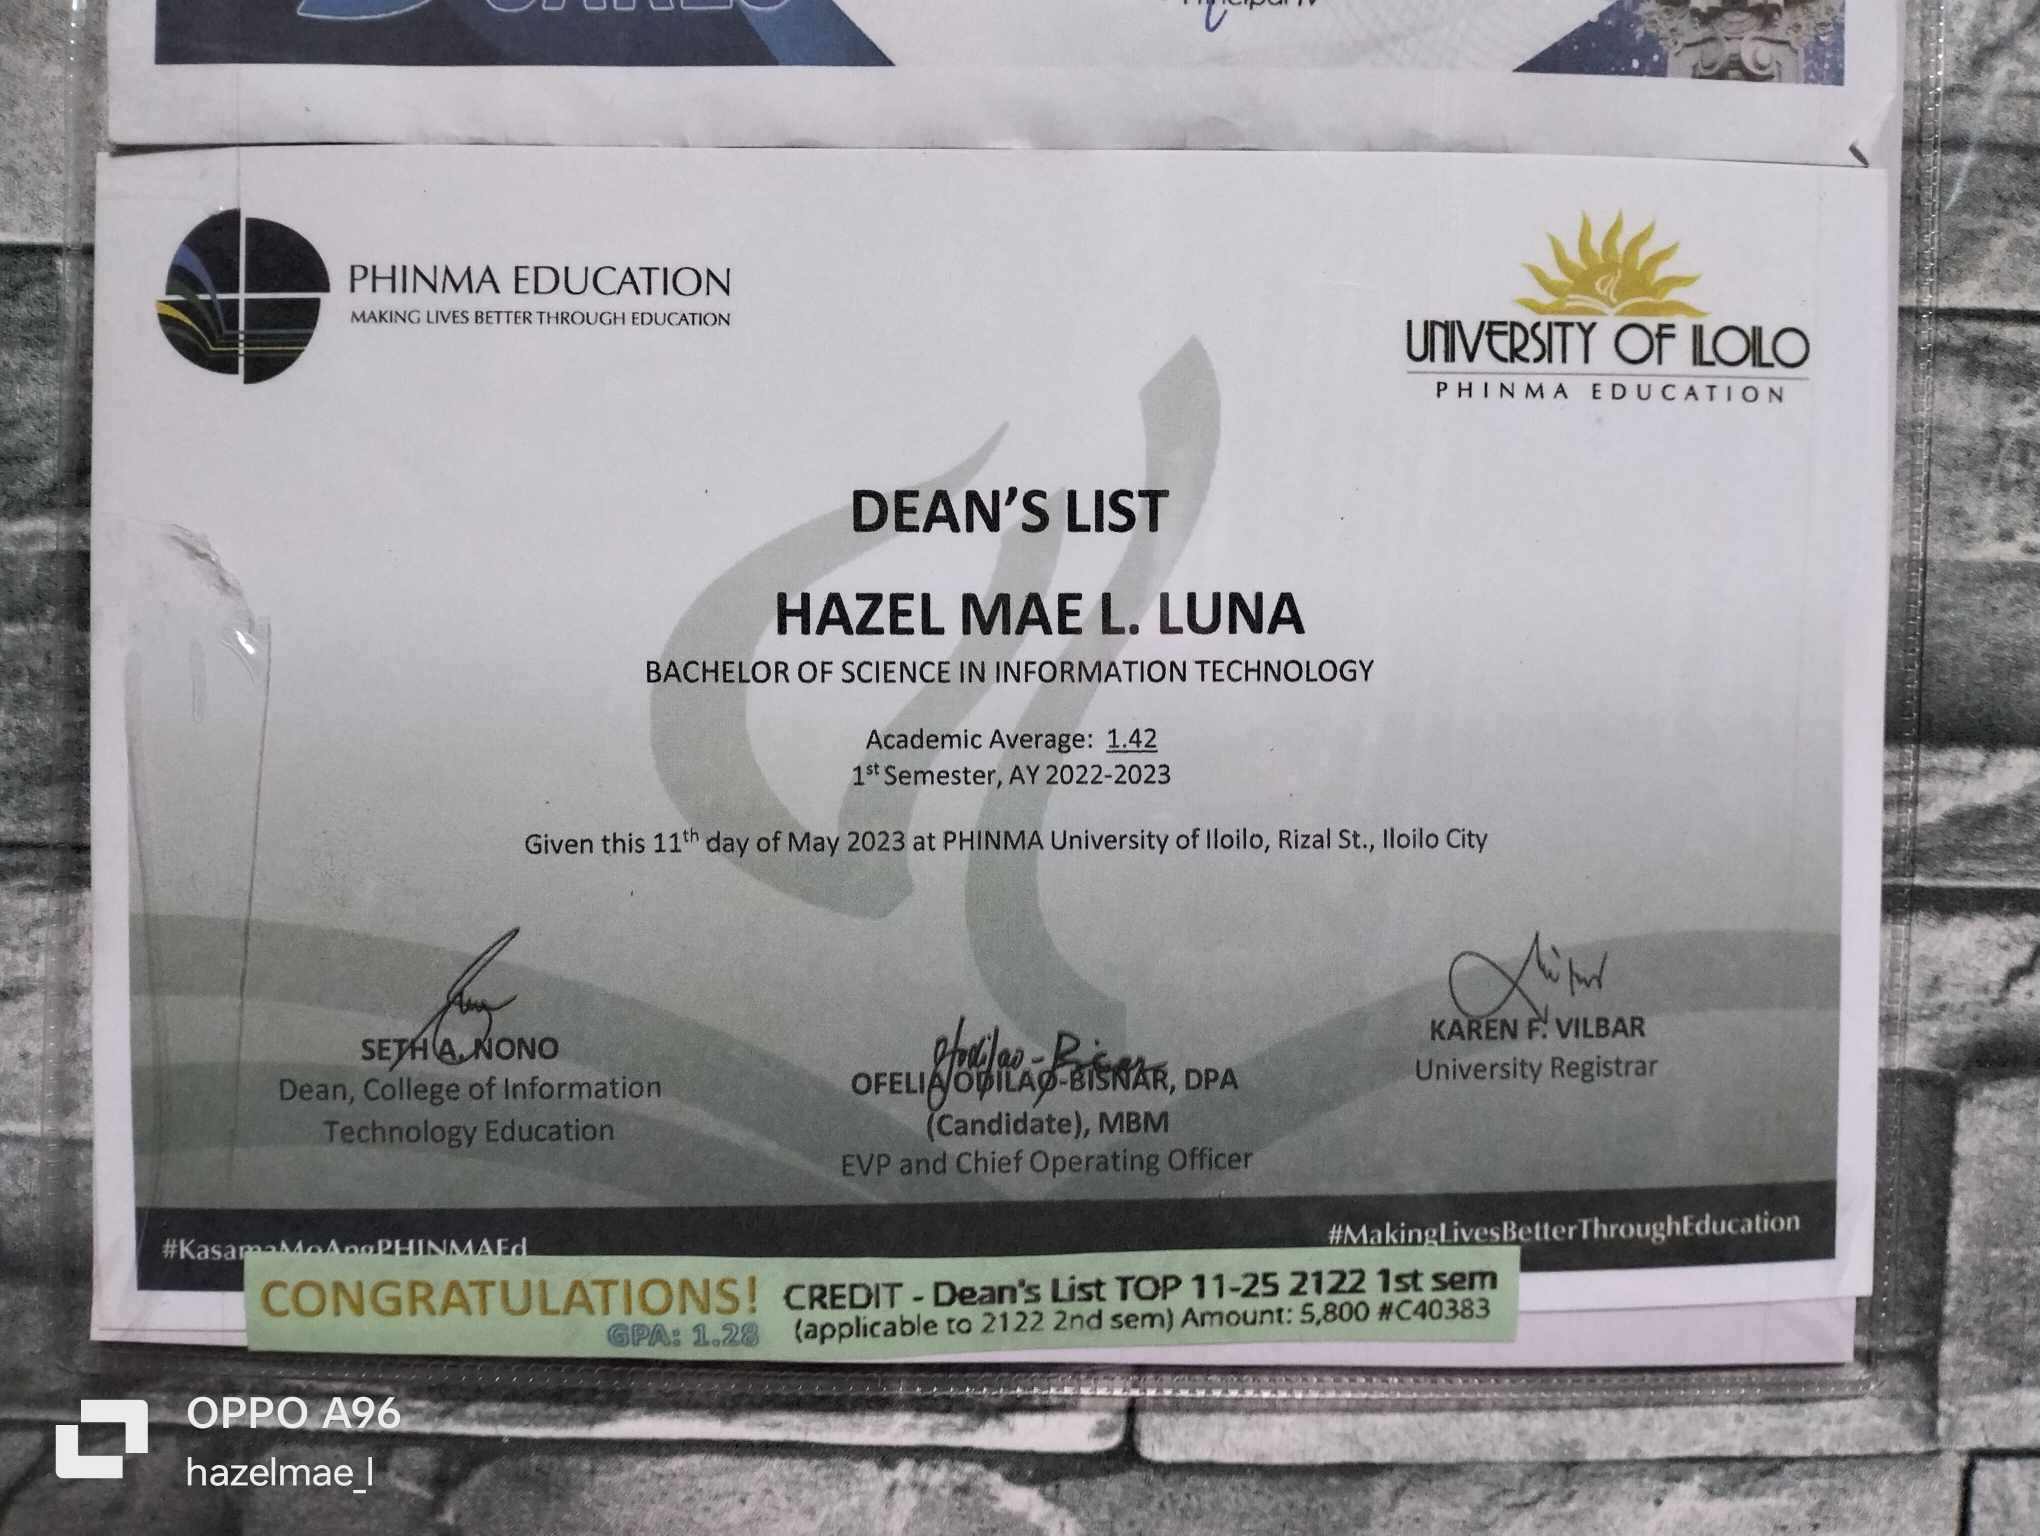 PHINMA EDUCATION
MAKING LIVES BETTER THROUGH EDUCATION
UNIVERSITY OF ILOILO
PHINMA EDUCATION
DEAN'S LIST
HAZEL MAE L. LUNA
BACHELOR OF SCIENCE IN INFORMATION TECHNOLOGY
Academic Average: 1.42
1st Semester, AY 2022-2023
Given this 11th day of May 2023 at PHINMA University of Iloilo, Rizal St., Iloilo City
SETH A. NONO
Dean, College of Information
Technology Education
OFELIA ODILAO-BISNAR, DPA
(Candidate), MBM
EVP and Chief Operating Officer
KAREN F. VILBAR
University Registrar
#KasamaMoAngPHINMAEd
#MakingLivesBetterThroughEducation
CONGRATULATIONS!
GPA: 1.28
CREDIT - Dean's List TOP 11-25 2122 1st sem
(applicable to 2122 2nd sem) Amount: 5,800 #C40383
OPPO A96
hazelmae_l